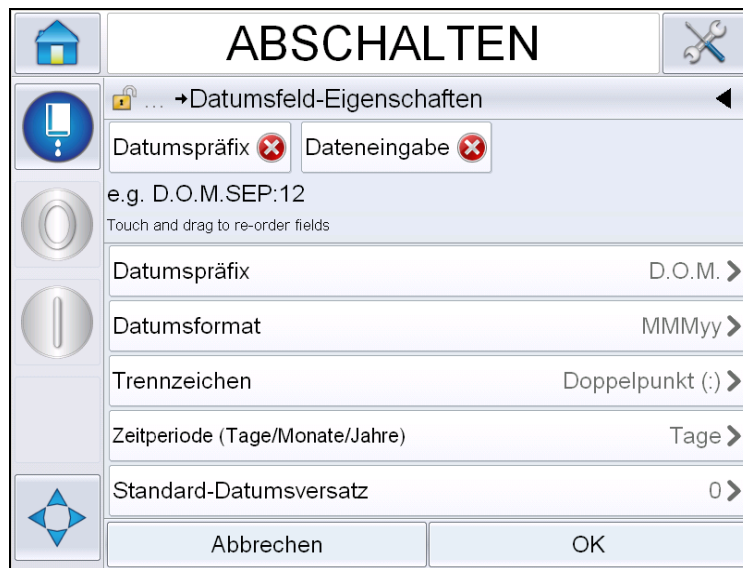 ABSCHALTEN
... →Datumsfeld-Eigenschaften
Datumspräfix Dateneingabe
e.g. D.O.M.SEP:12
Touch and drag to re-order fields
Datumspräfix D.O.M.
Datumsformat MMMyy
Trennzeichen Doppelpunkt (:)
Zeitperiode (Tage/Monate/Jahre) Tage
Standard-Datumsversatz 0
Abbrechen OK